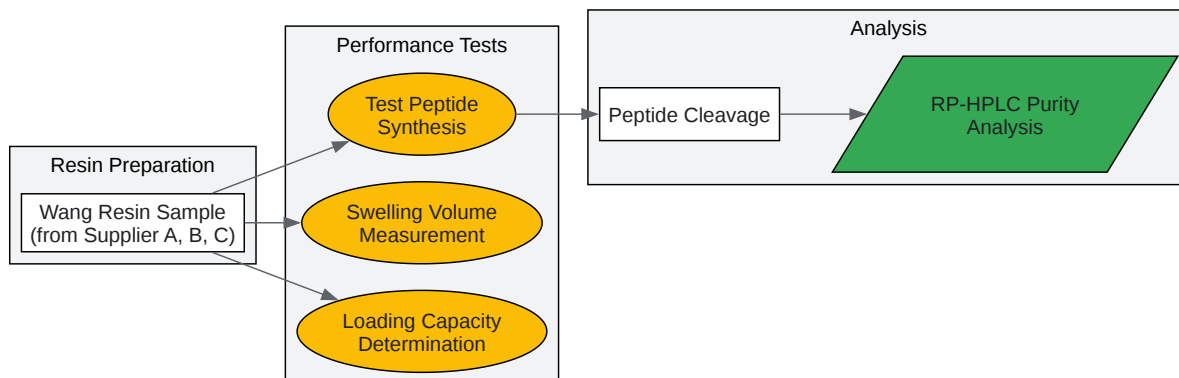 Resin Preparation
Wang Resin Sample
(from Supplier A, B, C)
Performance Tests
Test Peptide
Synthesis
Swelling Volume
Measurement
Loading Capacity
Determination
Analysis
Peptide Cleavage
RP-HPLC Purity
Analysis